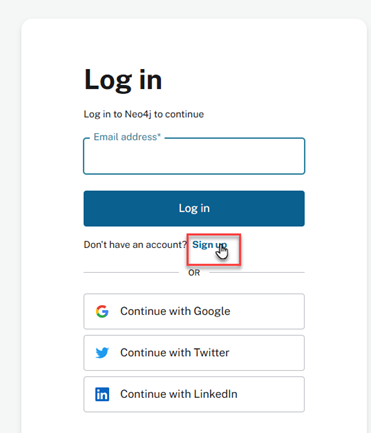 Log in
Log in to Neo4j to continue
Email address*
Log in
Don't have an account? Sign up
OR
Continue with Google
Continue with Twitter
Continue with LinkedIn